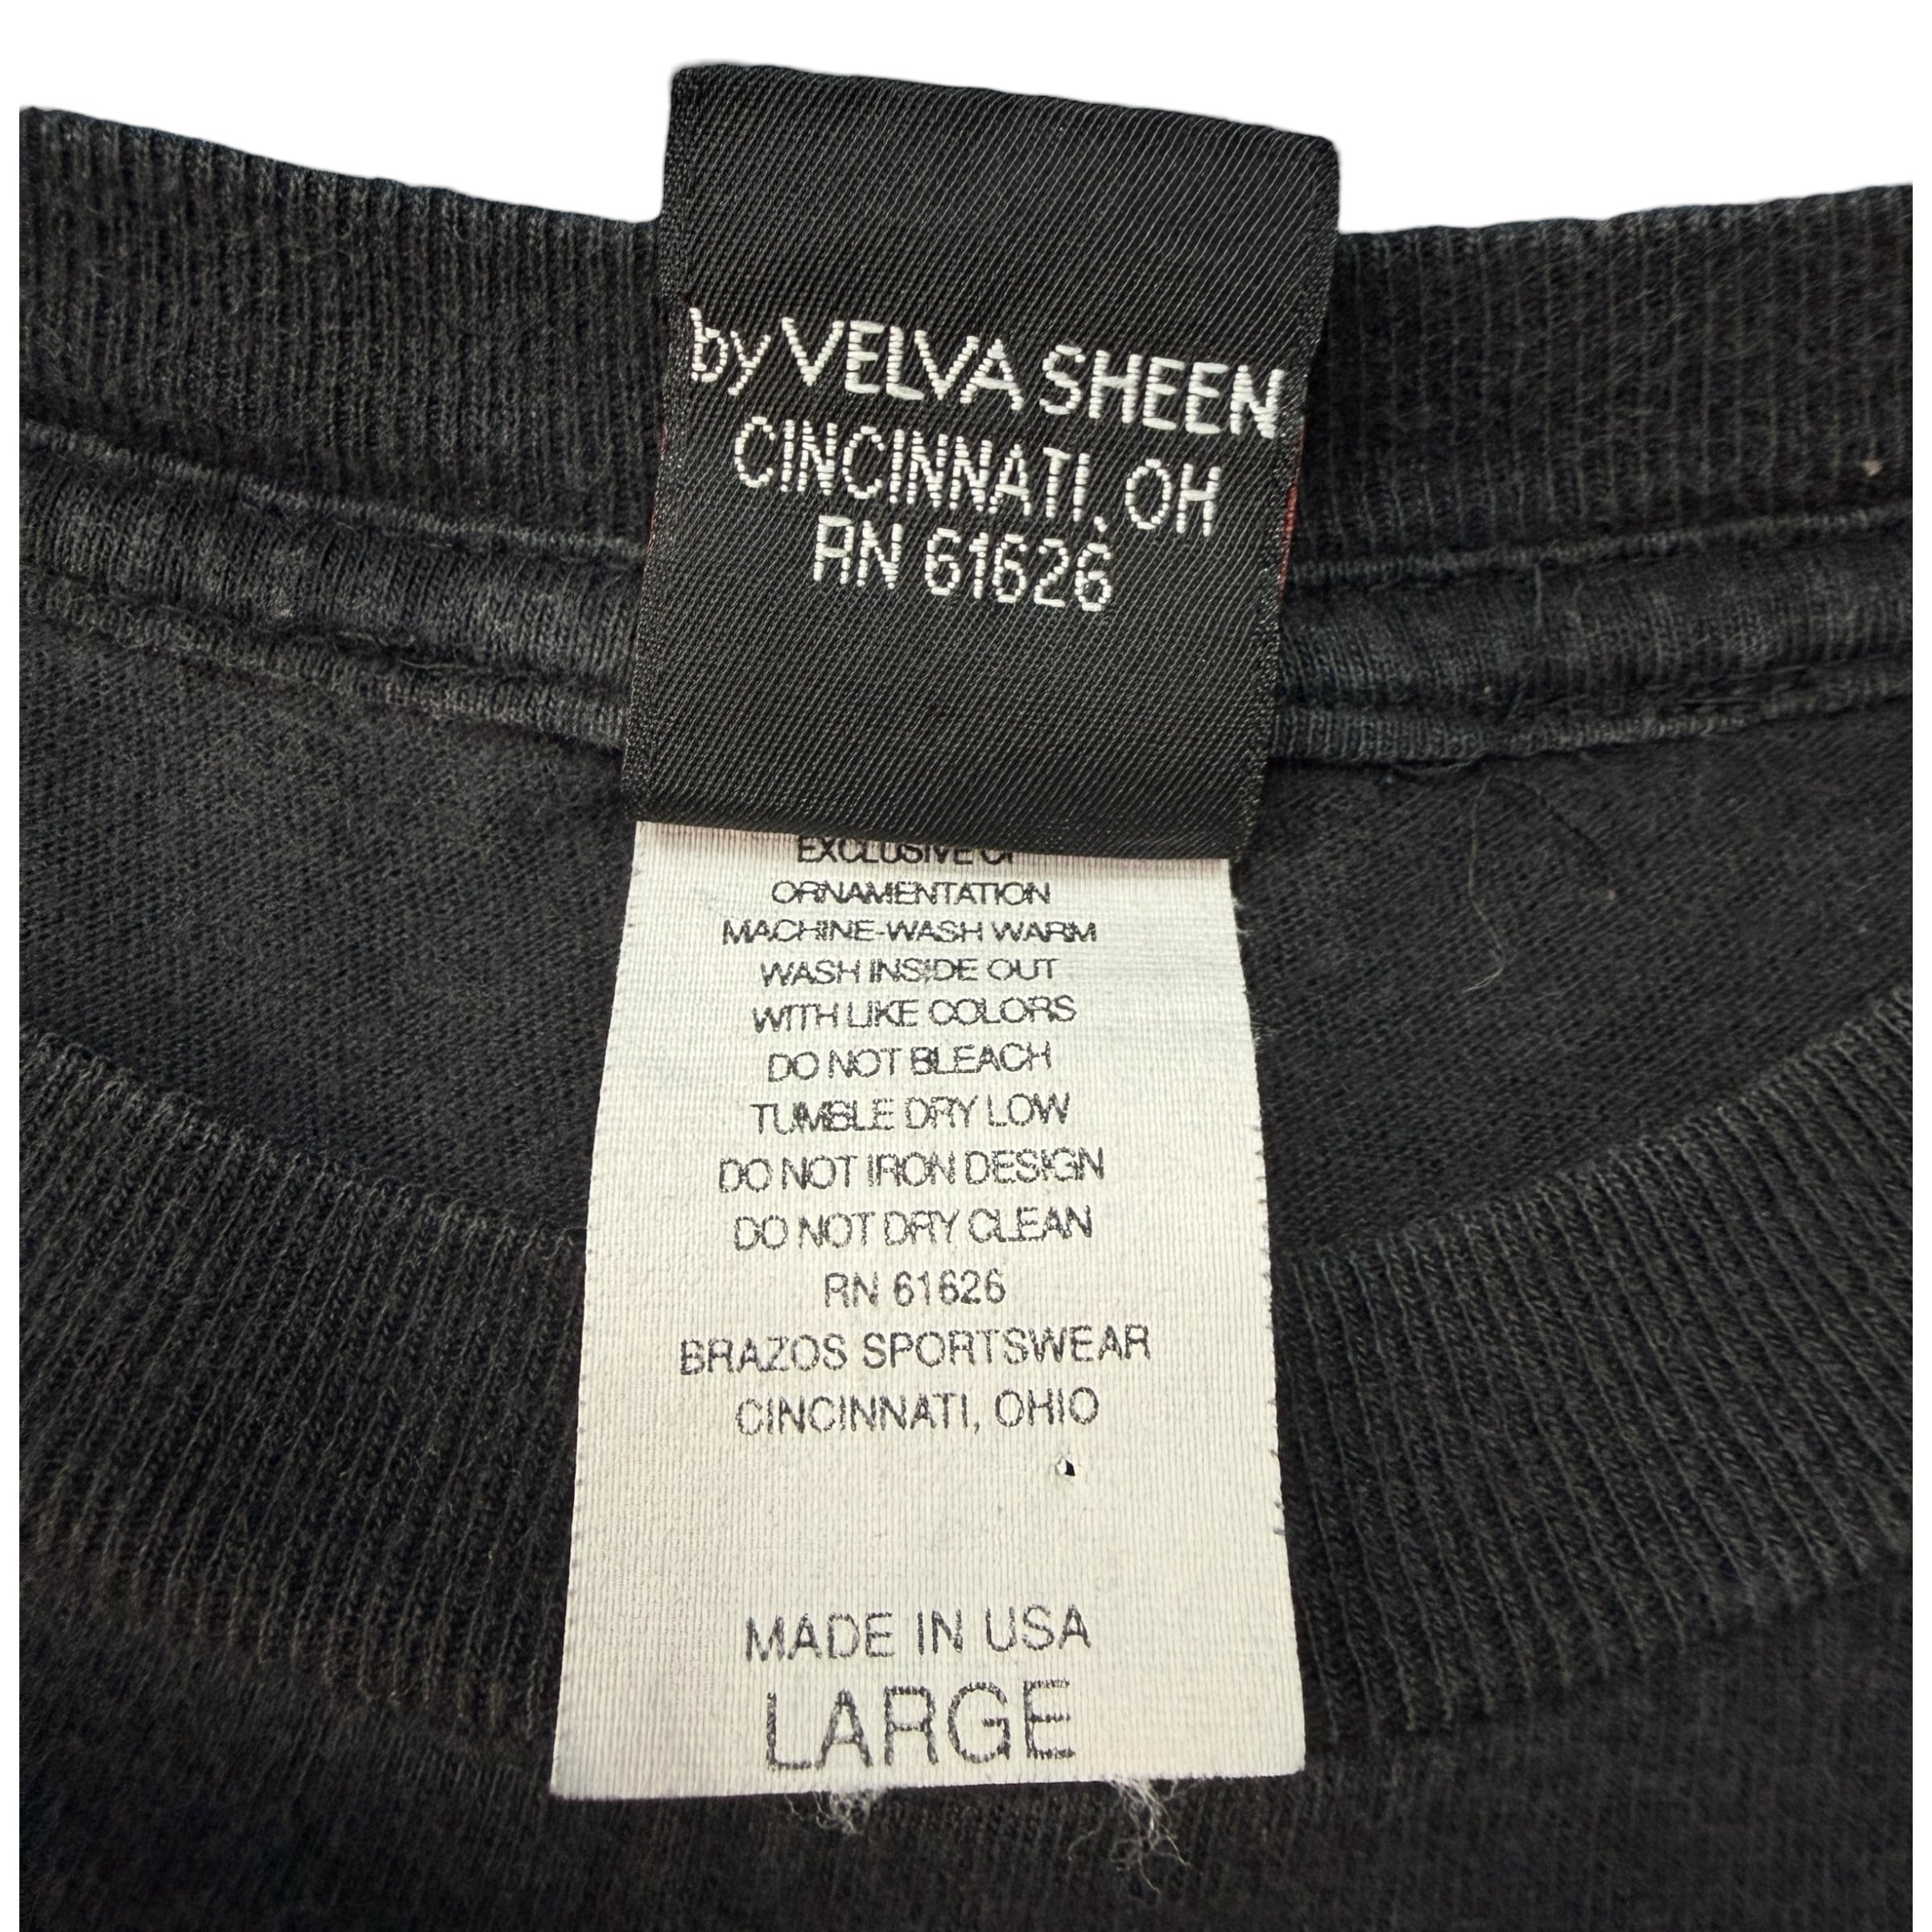 by VELVA SHEEN
CINCINNATI, OH
RN 61626
EXCLUSIVE OF
ORNAMENTATION
MACHINE-WASH WARM
WASH INSIDE OUT
WITH LIKE COLORS
DO NOT BLEACH
TUMBLE DRY LOW
DO NOT IRON DESIGN
DO NOT DRY CLEAN
RN 61626
BRAZOS SPORTSWEAR
CINCINNATI, OHIO
MADE IN USA
LARGE